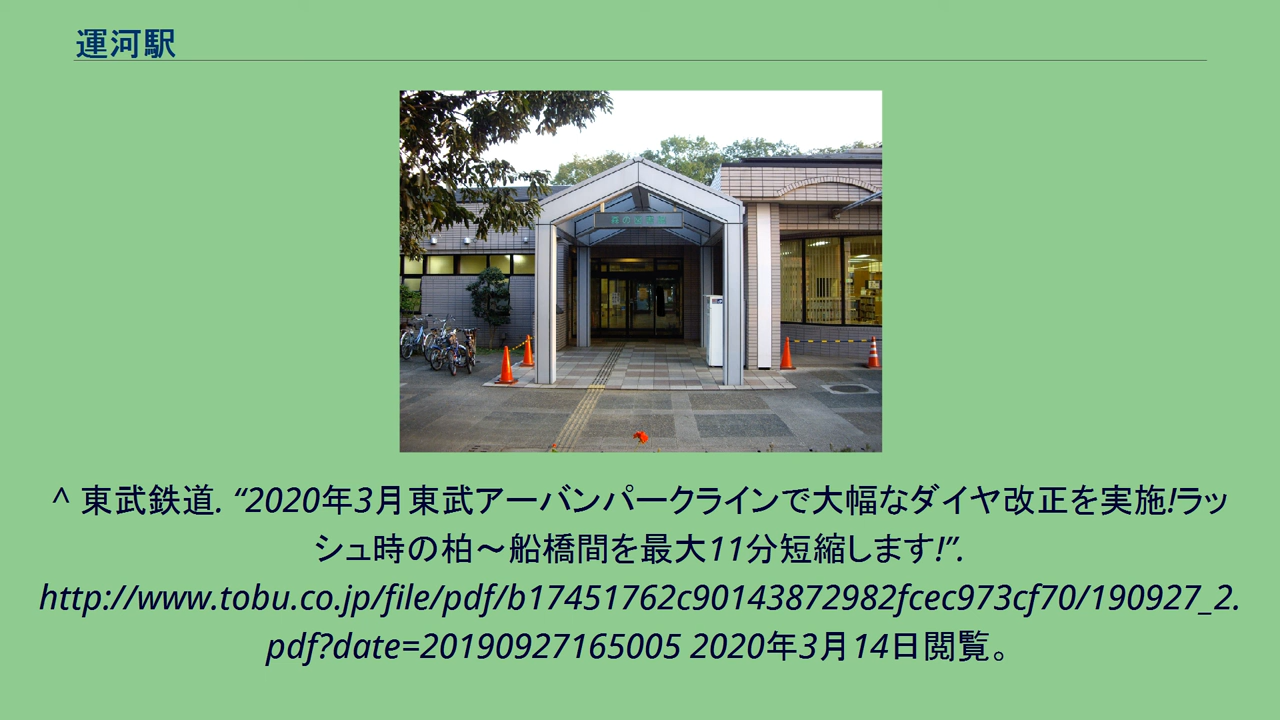 運河駅
^ 東武鉄道. “2020年3月東武アーバンパークラインで大幅なダイヤ改正を実施!ラッ
シュ時の柏～船橋間を最大11分短縮します!”.
http://www.tobu.co.jp/file/pdf/b17451762c90143872982fcec973cf70/190927_2.
pdf?date=20190927165005 2020年3月14日閲覧。